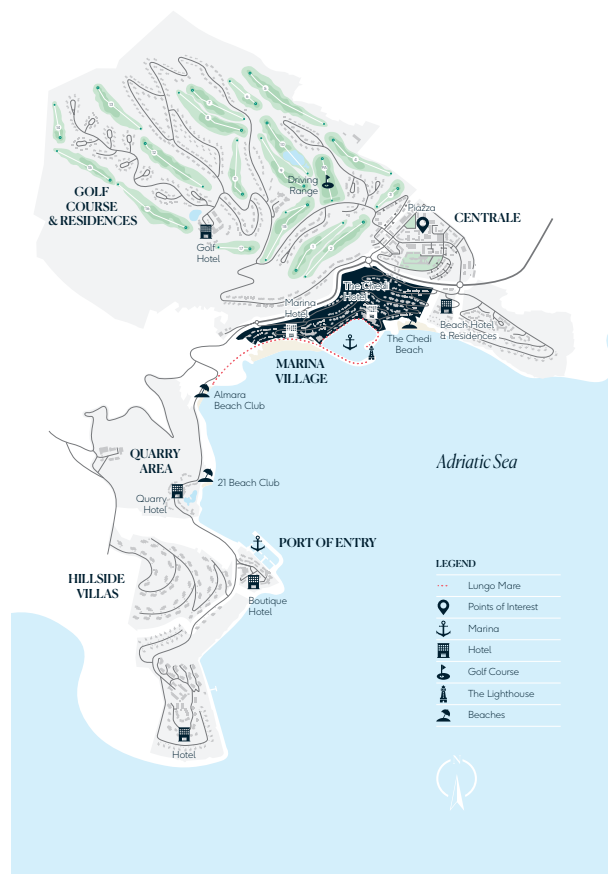 Driving
Range
GOLF
COURSE
& RESIDENCES
Piazza
CENTRALE
Golf
Hotel
The Chedi
Hotel
Marina
Hotel
Beach Hotel
& Residences
The Chedi
Beach
MARINA
VILLAGE
Almara
Beach Club
QUARRY
AREA
Adriatic Sea
21 Beach Club
Quarry
Hotel
PORT OF ENTRY
HILLSIDE
VILLAS
Boutique
Hotel
Hotel
LEGEND
Lungo Mare
Points of Interest
Marina
Hotel
Golf Course
The Lighthouse
Beaches
N